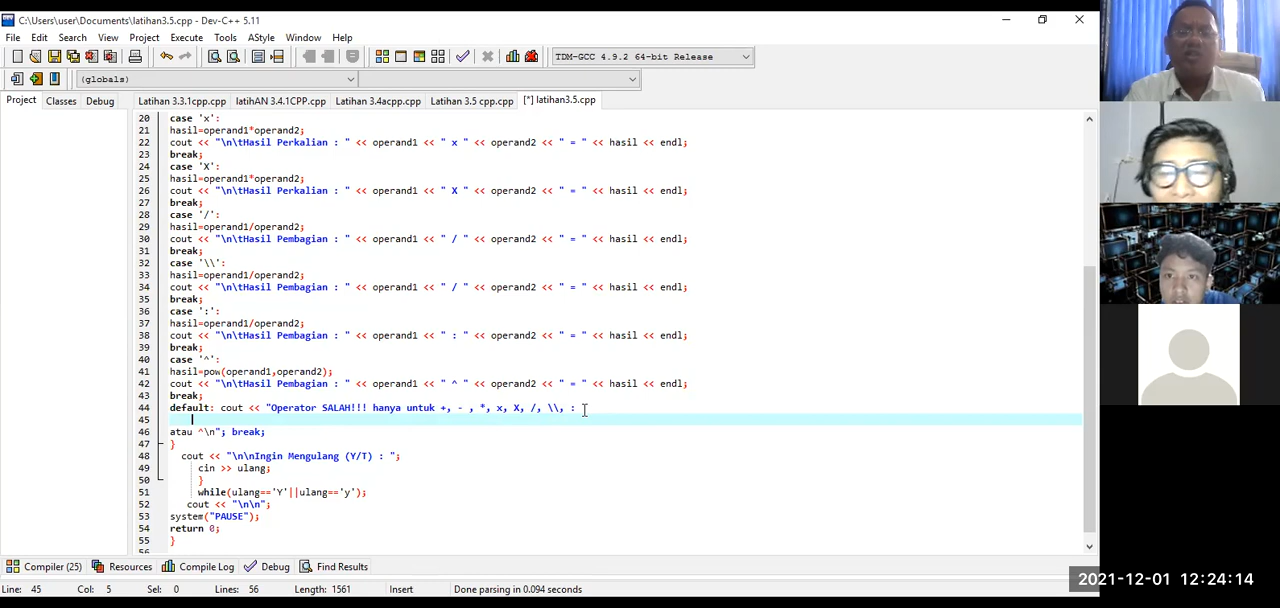 C:\Users\user\Documents\latihan3.5.cpp - Dev-C++ 5.11
File Edit Search View Project Execute Tools AStyle Window Help
TDM-GCC 4.9.2 64-bit Release
(globals)
Project Classes Debug
Latihan 3.3.1cpp.cpp latihAN 3.4.1CPP.cpp Latihan 3.4acpp.cpp Latihan 3.5 cpp.cpp [*] latihan3.5.cpp
20 case 'x':
21 hasil=operand1*operand2;
22 cout << "\n\tHasil Perkalian : " << operand1 << " x " << operand2 << " = " << hasil << endl;
23 break;
24 case 'X':
25 hasil=operand1*operand2;
26 cout << "\n\tHasil Perkalian : " << operand1 << " X " << operand2 << " = " << hasil << endl;
27 break;
28 case '/':
29 hasil=operand1/operand2;
30 cout << "\n\tHasil Pembagian : " << operand1 << " / " << operand2 << " = " << hasil << endl;
31 break;
32 case '\\':
33 hasil=operand1/operand2;
34 cout << "\n\tHasil Pembagian : " << operand1 << " / " << operand2 << " = " << hasil << endl;
35 break;
36 case ':':
37 hasil=operand1/operand2;
38 cout << "\n\tHasil Pembagian : " << operand1 << " : " << operand2 << " = " << hasil << endl;
39 break;
40 case '^':
41 hasil=pow(operand1,operand2);
42 cout << "\n\tHasil Pembagian : " << operand1 << " ^ " << operand2 << " = " << hasil << endl;
43 break;
44 default: cout << "Operator SALAH!!! hanya untuk +, - , *, x, X, /, \\, :
45
46 atau ^\n"; break;
47 }
48 cout << "\n\nIngin Mengulang (Y/T) : ";
49 cin >> ulang;
50 }
51 while(ulang=='Y'||ulang=='y');
52 cout << "\n\n";
53 system("PAUSE");
54 return 0;
55 }
56
Compiler (25) Resources Compile Log Debug Find Results
Line: 45 Col: 5 Sel: 0 Lines: 56 Length: 1561 Insert Done parsing in 0.094 seconds
2021-12-01 12:24:14